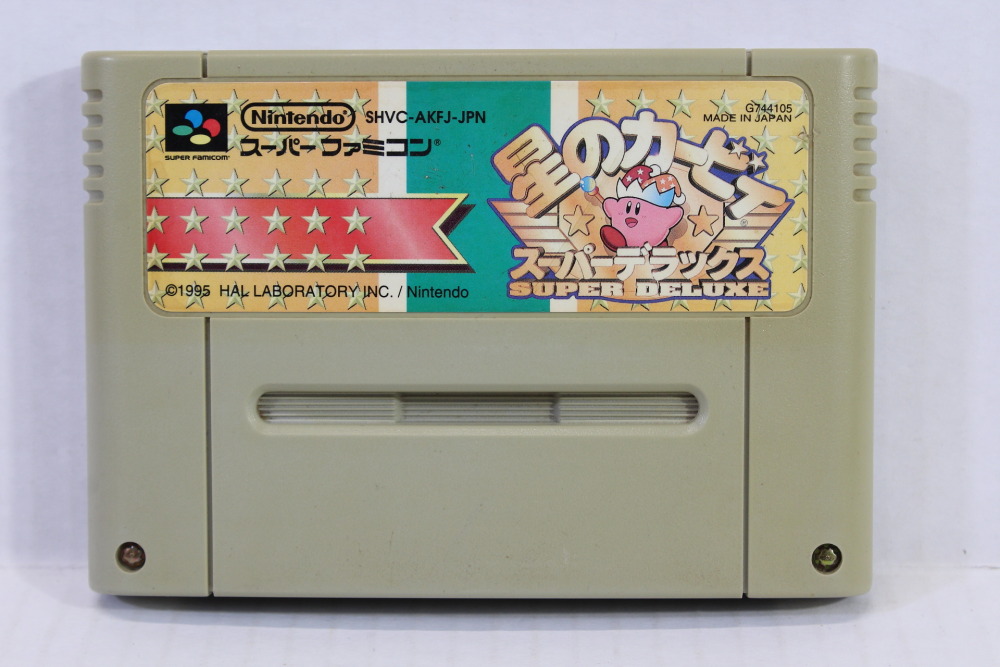 SUPER FAMICOM
Nintendo® SHVC-AKFJ-JPN
スーパーファミコン®
G744105
MADE IN JAPAN
星のカービィ®
スーパーデラックス
SUPER DELUXE
©1995 HAL LABORATORY INC. / Nintendo